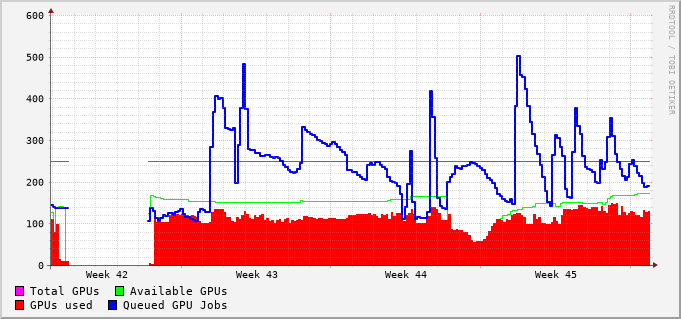 600
500
400
300
200
100
0
Week 42 Week 43 Week 44 Week 45
Total GPUs Available GPUs
GPUs used Queued GPU Jobs
RRDTOOL / TOBI OETIKER